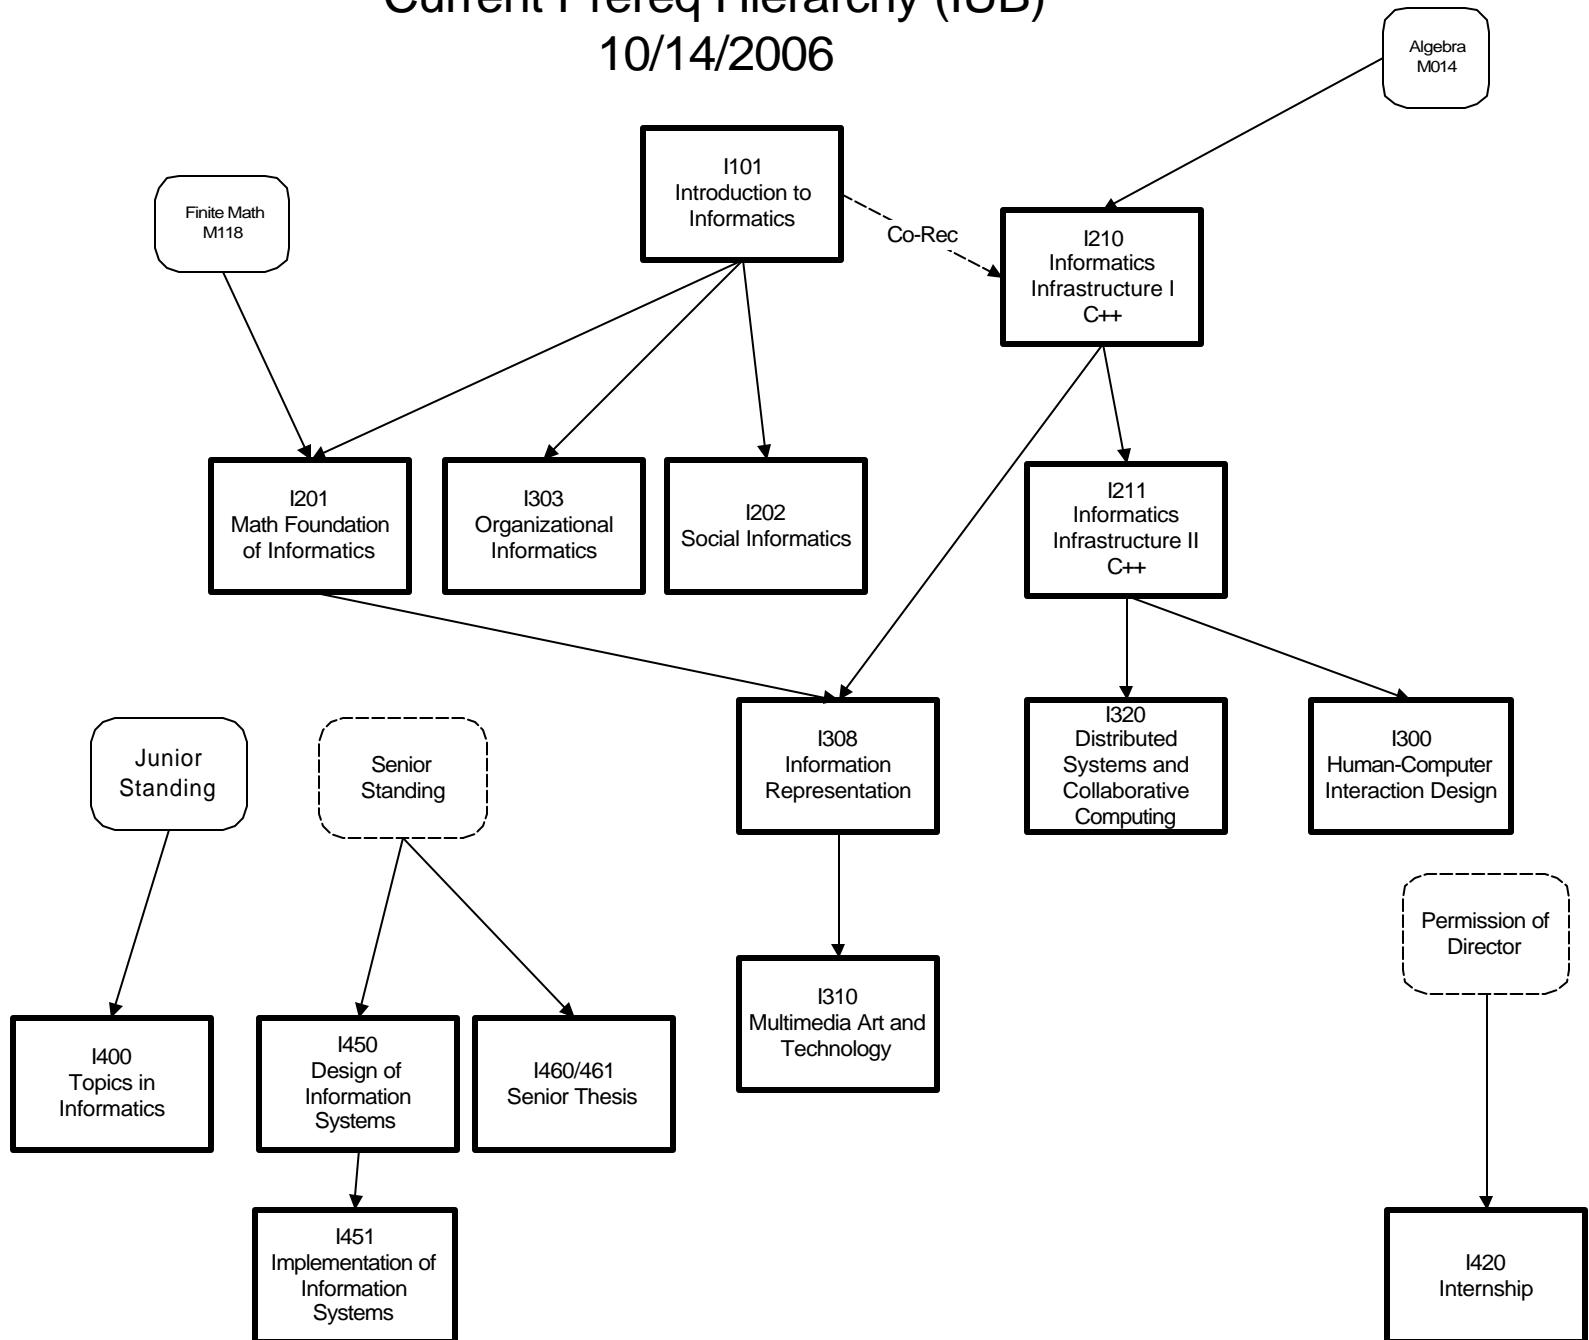 Current Prereq Hierarchy (IUB)
10/14/2006
Algebra
M014
I101
Introduction to
Informatics
Finite Math
M118
Co-Rec
I210
Informatics
Infrastructure I
C++
I201
Math Foundation
of Informatics
I303
Organizational
Informatics
I202
Social Informatics
I211
Informatics
Infrastructure II
C++
Junior
Standing
Senior
Standing
I308
Information
Representation
I320
Distributed
Systems and
Collaborative
Computing
I300
Human-Computer
Interaction Design
Permission of
Director
I400
Topics in
Informatics
I450
Design of
Information
Systems
I460/461
Senior Thesis
I310
Multimedia Art and
Technology
I451
Implementation of
Information
Systems
I420
Internship